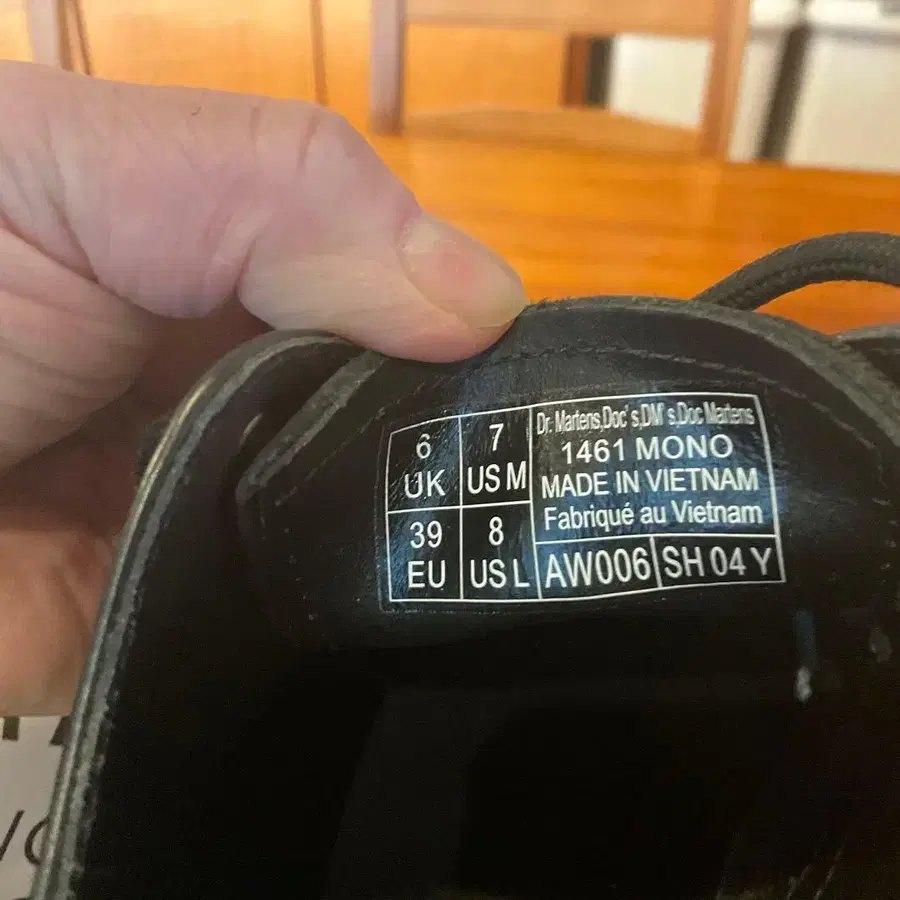 6 UK
7 US M
39 EU
8 US L
Dr. Martens,Doc's,DM's,Doc Martens
1461 MONO
MADE IN VIETNAM
Fabriqué au Vietnam
AW006 SH 04 Y